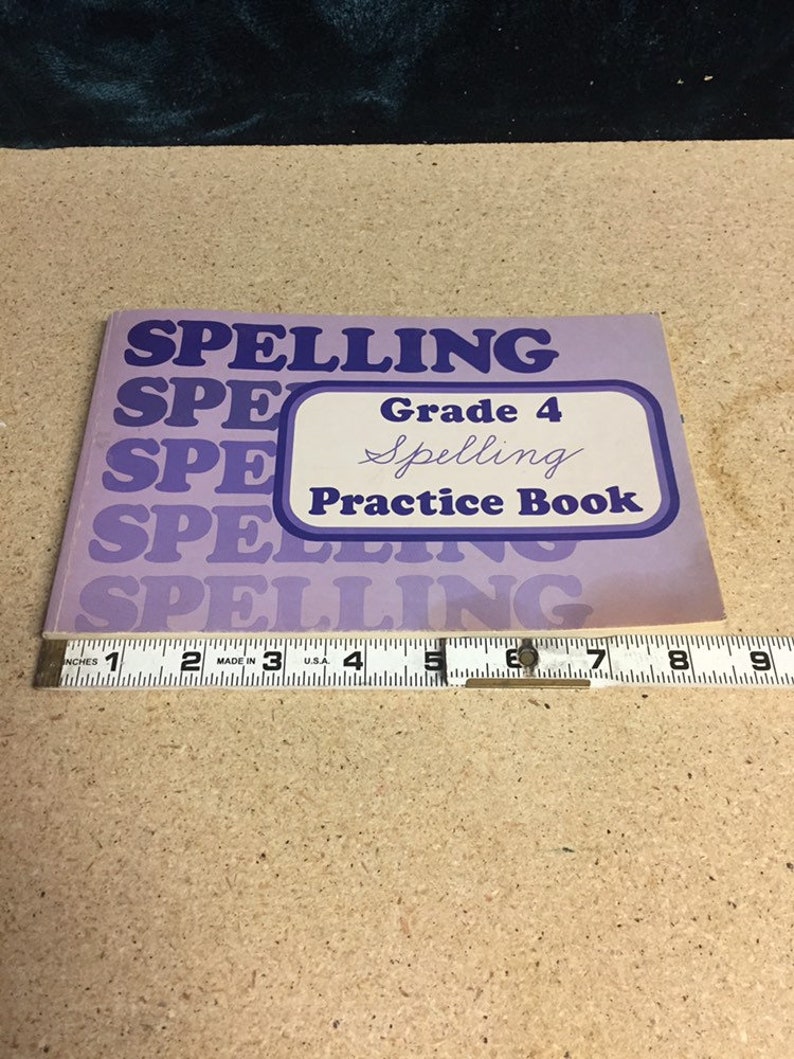 SPELLING
SPE
SPE
SPELLING
SPELLING
Grade 4
Spelling
Practice Book
INCHES 1 2 MADE IN 3 U.S.A. 4 5 6 7 8 9